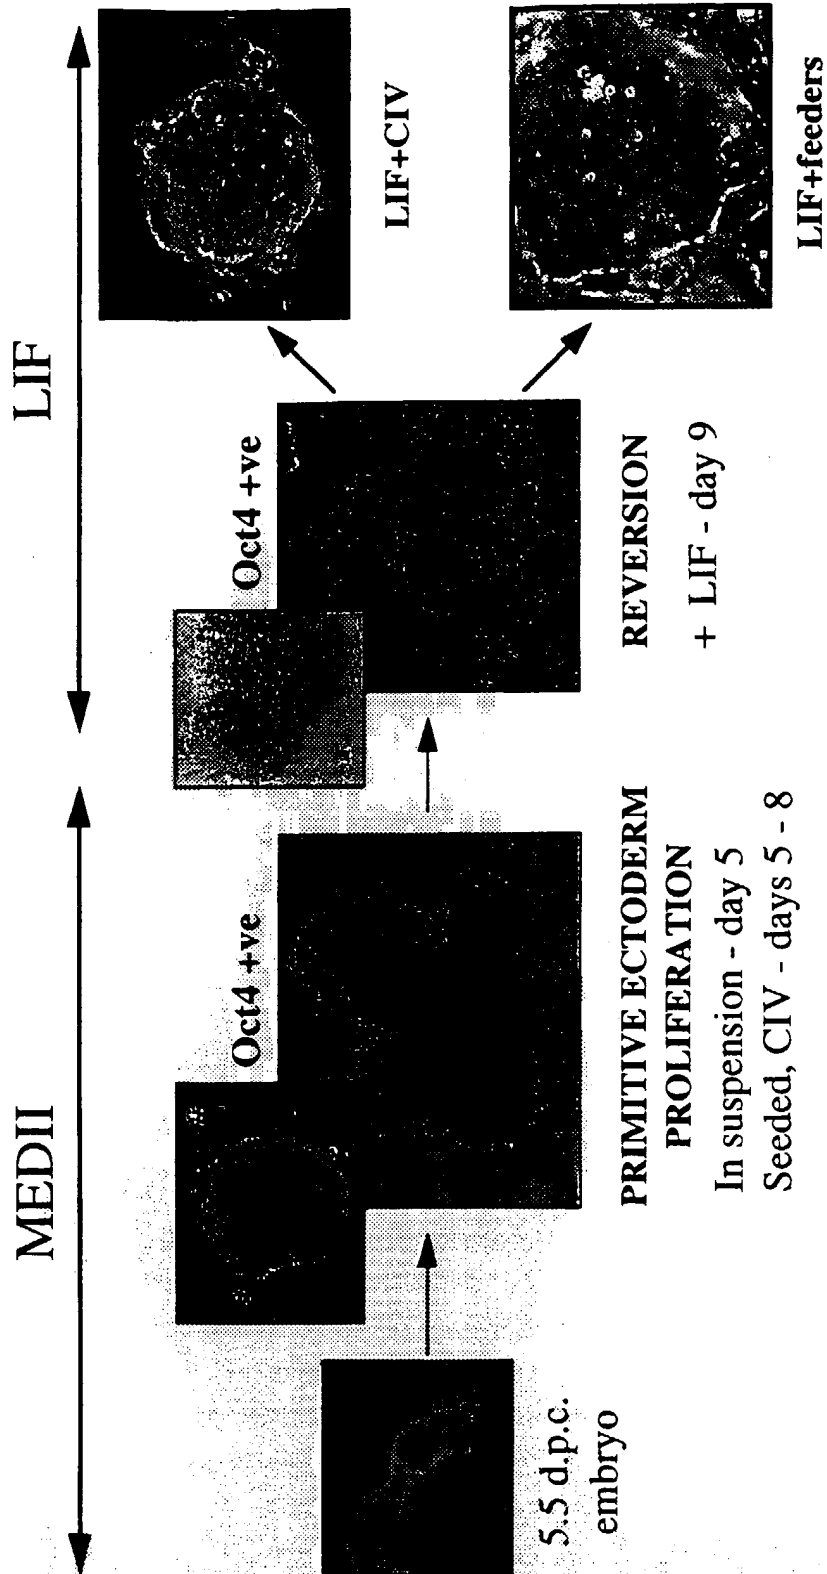 MEDII
LIF
5.5 d.p.c.
embryo
Oct4 +ve
PRIMITIVE ECTODERM
PROLIFERATION
In suspension - day 5
Seeded, CIV - days 5 - 8
Oct4 +ve
REVERSION
+ LIF - day 9
LIF+CIV
LIF+feeders